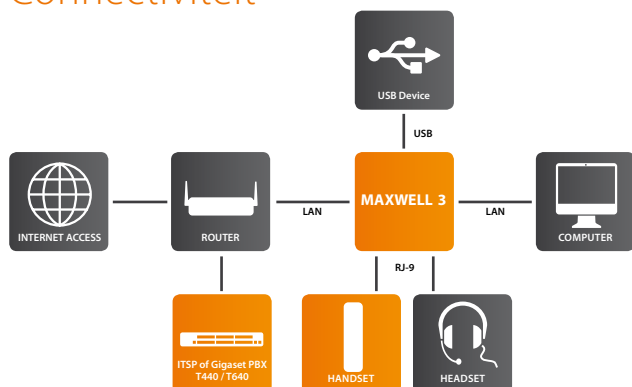 Connectiviteit
USB Device
USB
INTERNET ACCESS
ROUTER
LAN
MAXWELL 3
LAN
COMPUTER
RJ-9
ITSP of Gigaset PBX
T440 / T640
HANDSET
HEADSET